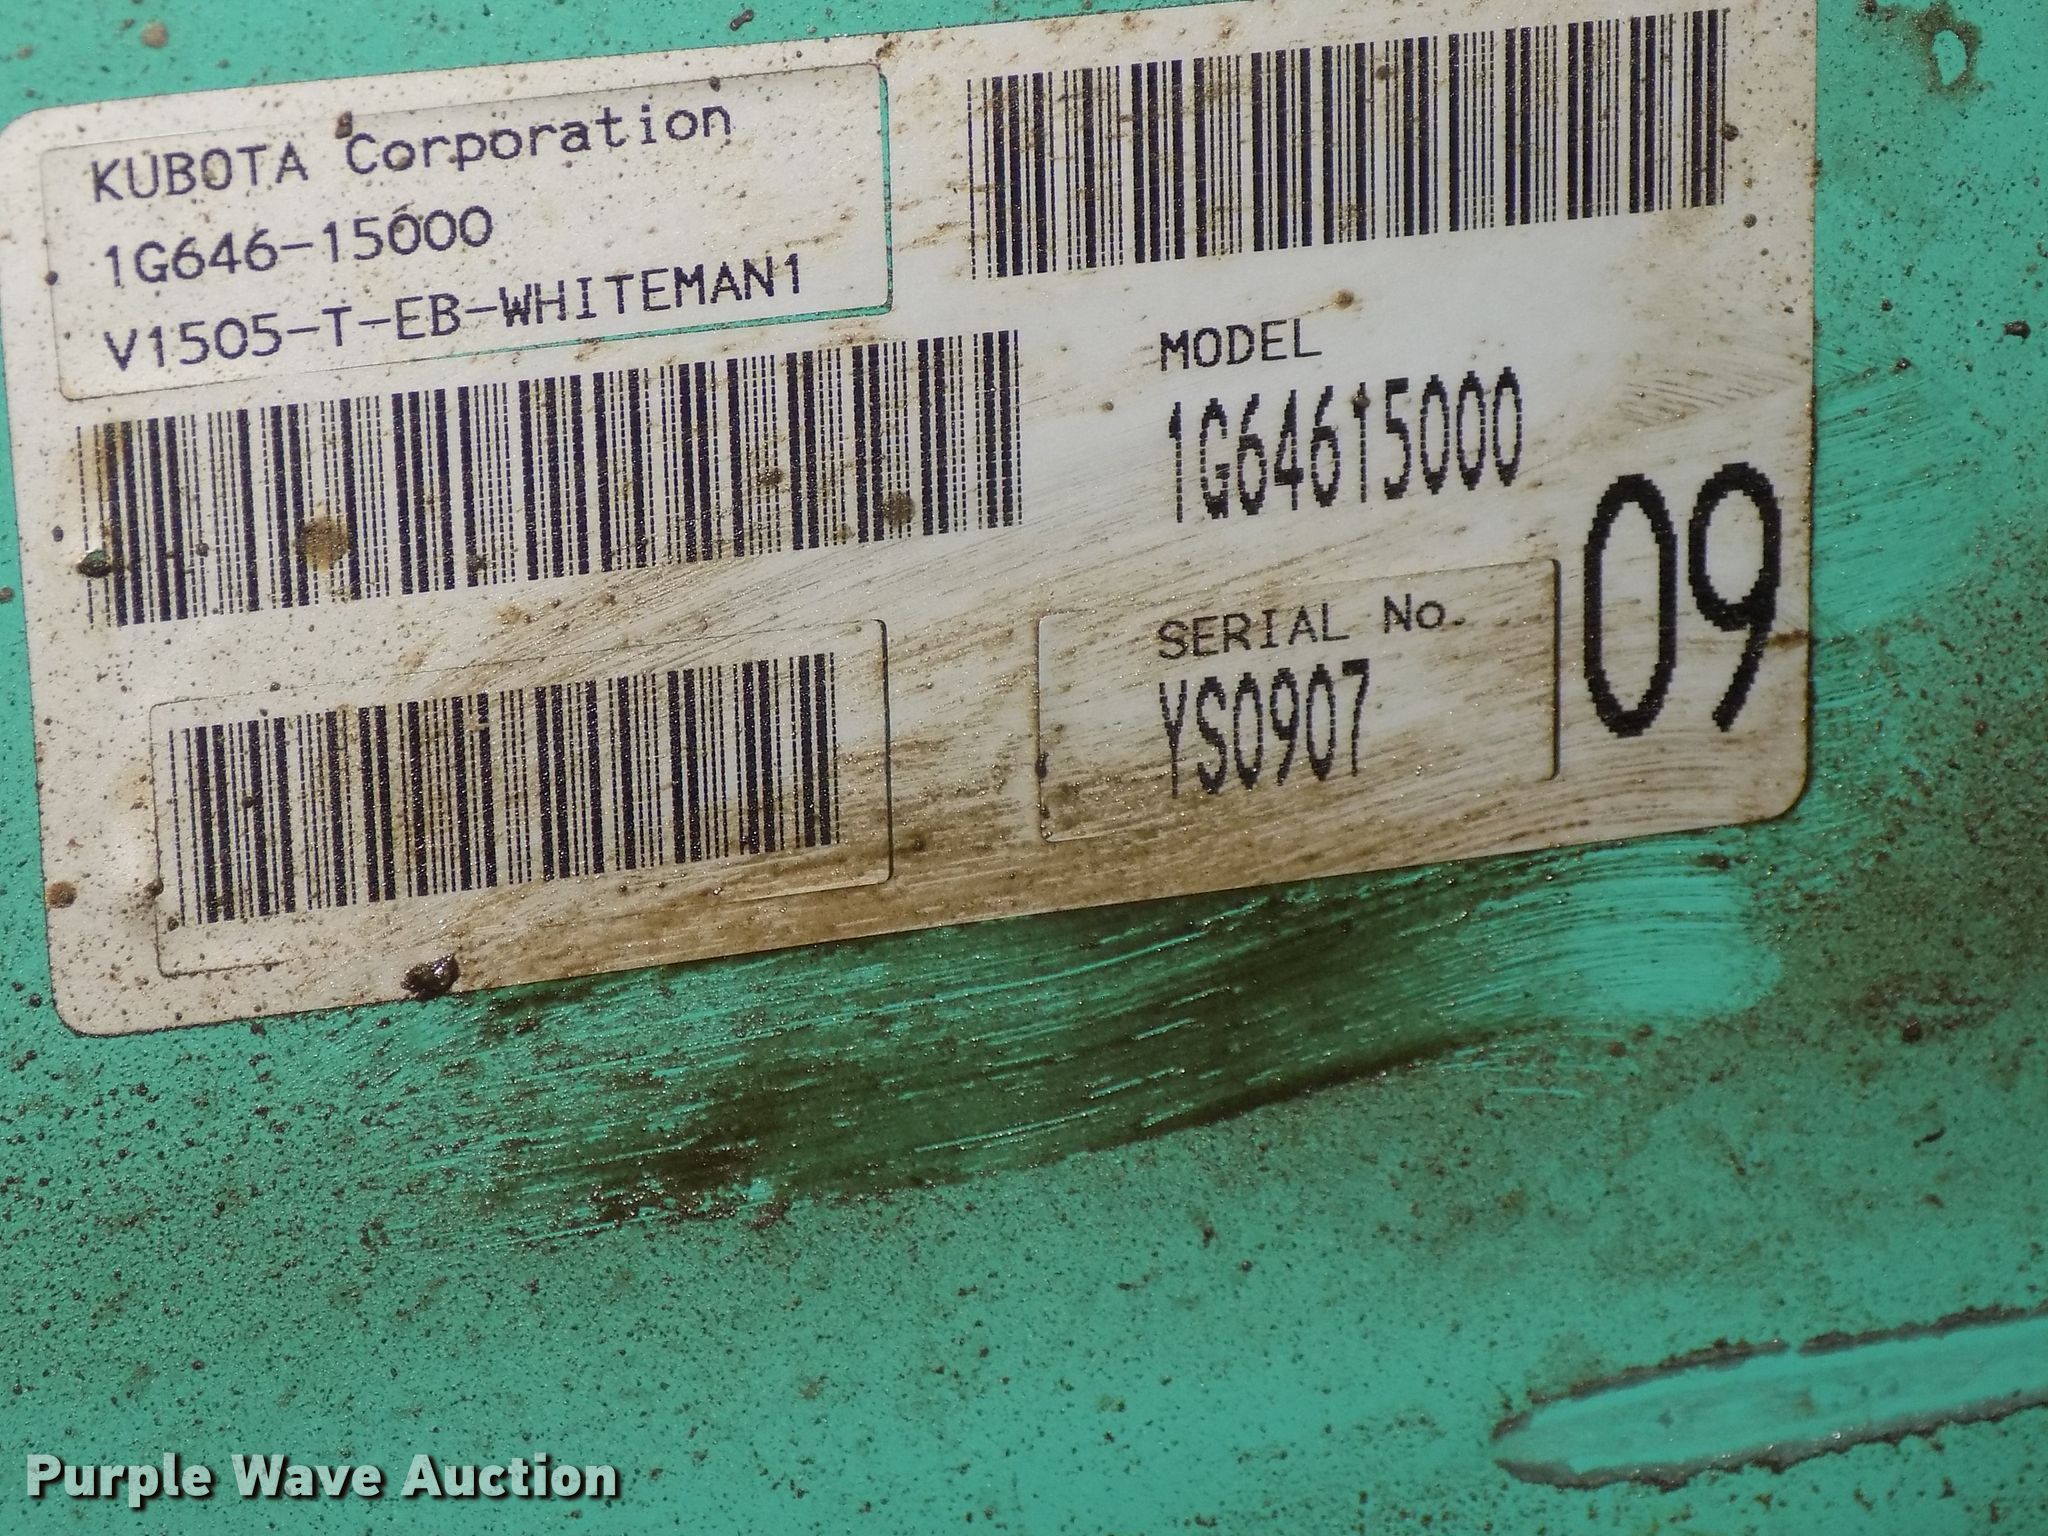 KUBOTA Corporation
1G646-15000
V1505-T-EB-WHITEMAN1
MODEL
1G64615000
09
SERIAL No.
YS0907
Purple Wave Auction